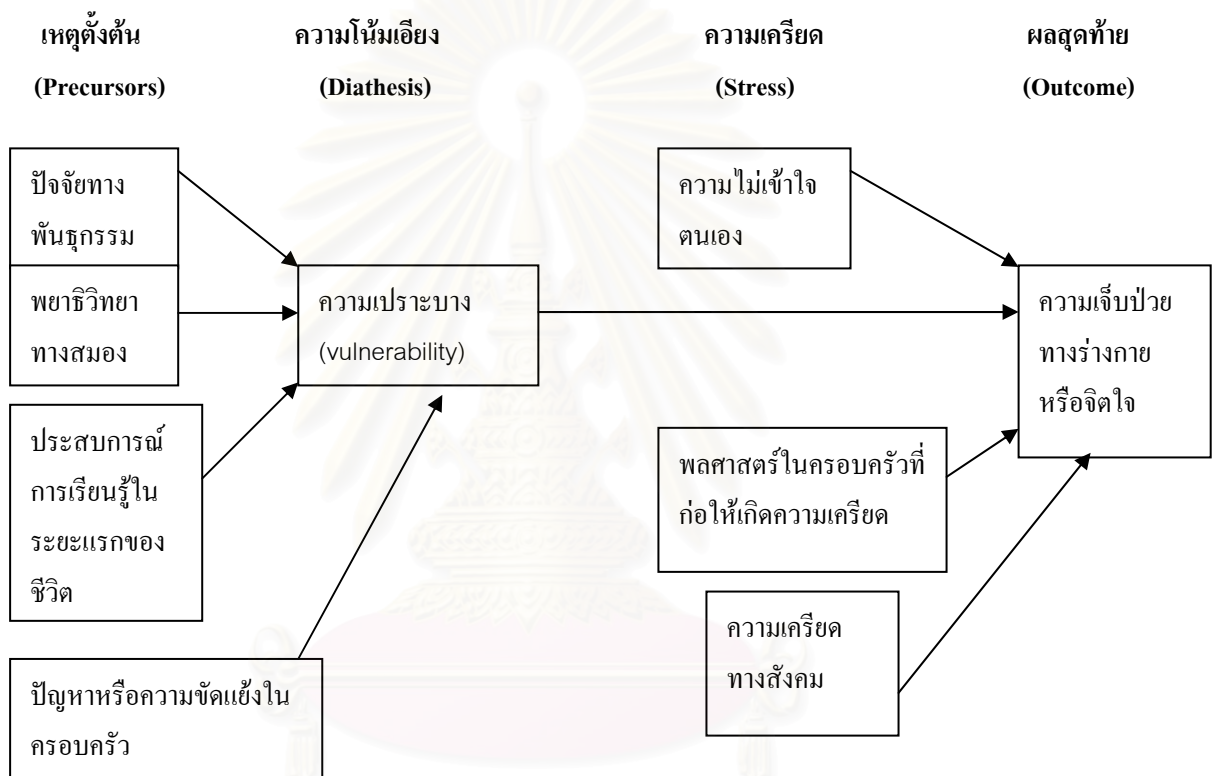 เหตุตั้งต้น
(Precursors)
ความโน้มเอียง
(Diathesis)
ความเครียด
(Stress)
ผลสุดท้าย
(Outcome)
ปัจจัยทาง
พันธุกรรม
พยาธิวิทยา
ทางสมอง
ประสบการณ์
การเรียนรู้ใน
ระยะแรกของ
ชีวิต
ปัญหาหรือความขัดแย้งใน
ครอบครัว
ความเปราะบาง
(vulnerability)
ความไม่เข้าใจ
ตนเอง
พลศาสตร์ในครอบครัวที่
ก่อให้เกิดความเครียด
ความเครียด
ทางสังคม
ความเจ็บป่วย
ทางร่างกาย
หรือจิตใจ